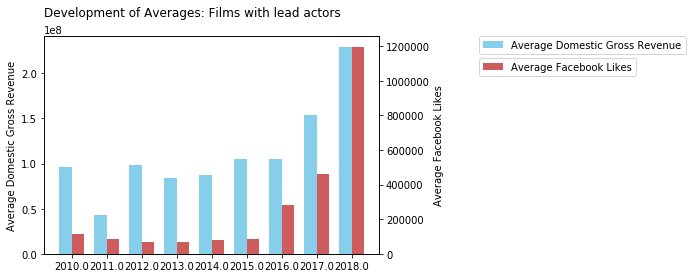 Development of Averages: Films with lead actors
1e8
Average Domestic Gross Revenue
2.0
1.5
1.0
0.5
0.0
2010.0 2011.0 2012.0 2013.0 2014.0 2015.0 2016.0 2017.0 2018.0
1200000
1000000
800000
600000
400000
200000
0
Average Facebook Likes
Average Domestic Gross Revenue
Average Facebook Likes